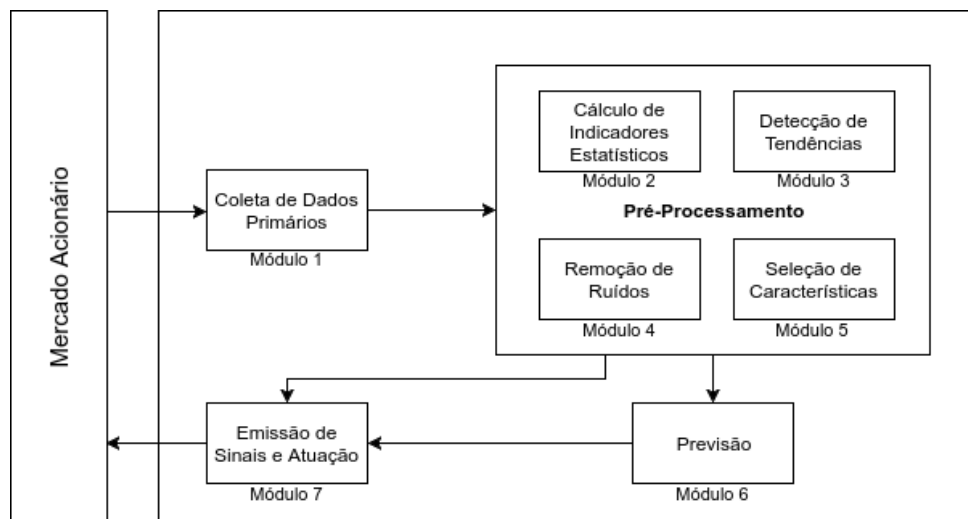 Mercado Acionário
Coleta de Dados
Primários
Módulo 1
Cálculo de
Indicadores
Estatísticos
Módulo 2
Detecção de
Tendências
Módulo 3
Pré-Processamento
Remoção de
Ruídos
Módulo 4
Seleção de
Características
Módulo 5
Emissão de
Sinais e Atuação
Módulo 7
Previsão
Módulo 6